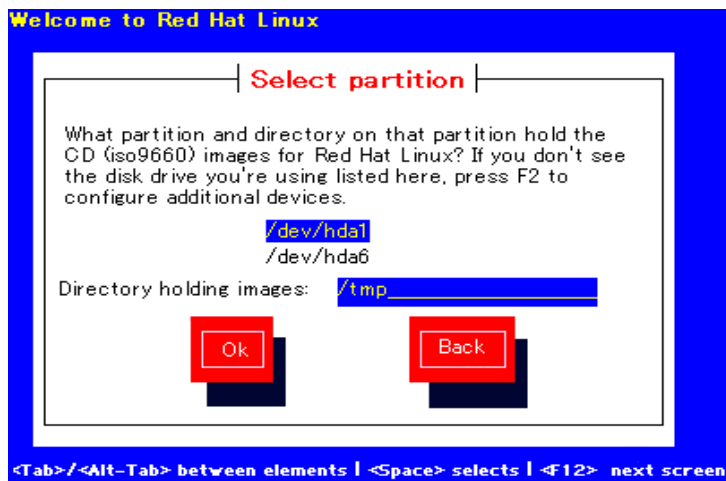 Welcome to Red Hat Linux
Select partition
What partition and directory on that partition hold the
CD (iso9660) images for Red Hat Linux? If you don't see
the disk drive you're using listed here, press F2 to
configure additional devices.
/dev/hda1
/dev/hda6
Directory holding images: /tmp____________________
Ok Back
<Tab>/<Alt-Tab> between elements | <Space> selects | <F12> next screen